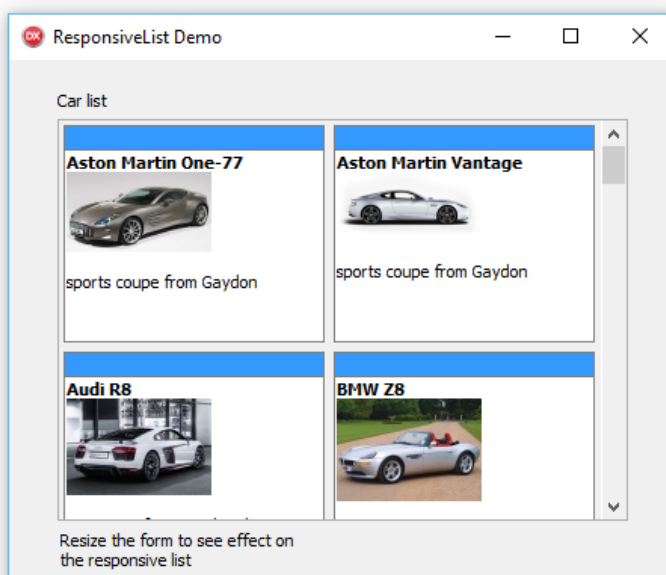 DX ResponsiveList Demo
Car list
Aston Martin One-77
sports coupe from Gaydon
Aston Martin Vantage
sports coupe from Gaydon
Audi R8
BMW Z8
Resize the form to see effect on
the responsive list